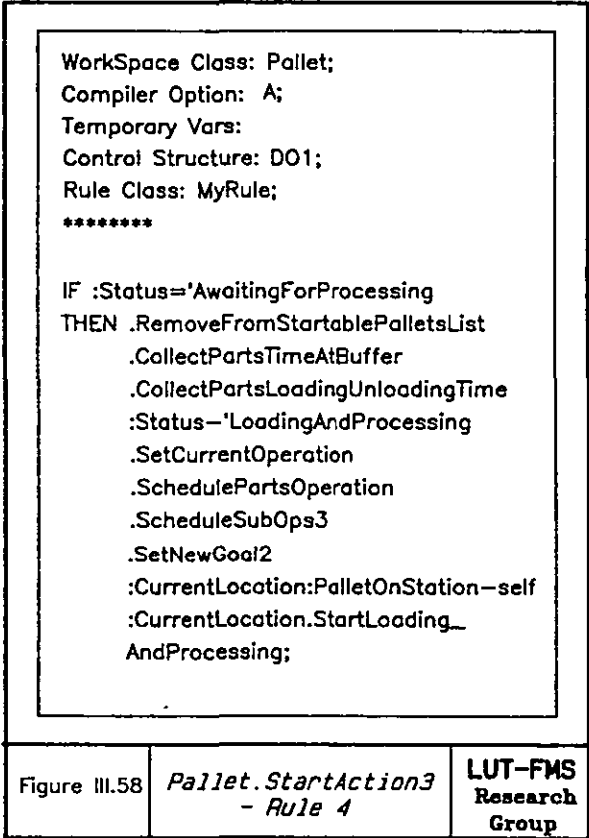 WorkSpace Class: Pallet;
Compiler Option: A;
Temporary Vars:
Control Structure: DO1;
Rule Class: MyRule;
********
IF :Status='AwaitingForProcessing
THEN .RemoveFromStartablePalletsList
.CollectPartsTimeAtBuffer
.CollectPartsLoadingUnloadingTime
:Status–'LoadingAndProcessing
.SetCurrentOperation
.SchedulePartsOperation
.ScheduleSubOps3
.SetNewGoal2
:CurrentLocation:PalletOnStation–self
:CurrentLocation.StartLoading_
AndProcessing;
Figure III.58
Pallet.StartAction3
- Rule 4
LUT-FMS
Research
Group